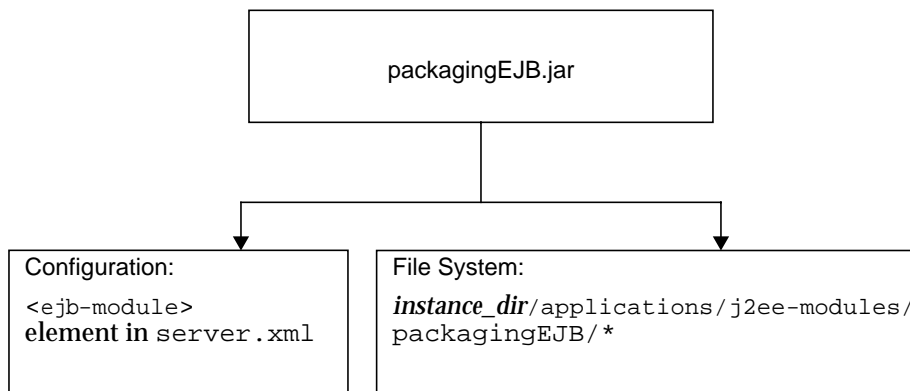 packagingEJB.jar
Configuration:
<ejb-module>
element in server.xml
File System:
instance_dir/applications/j2ee-modules/
packagingEJB/*